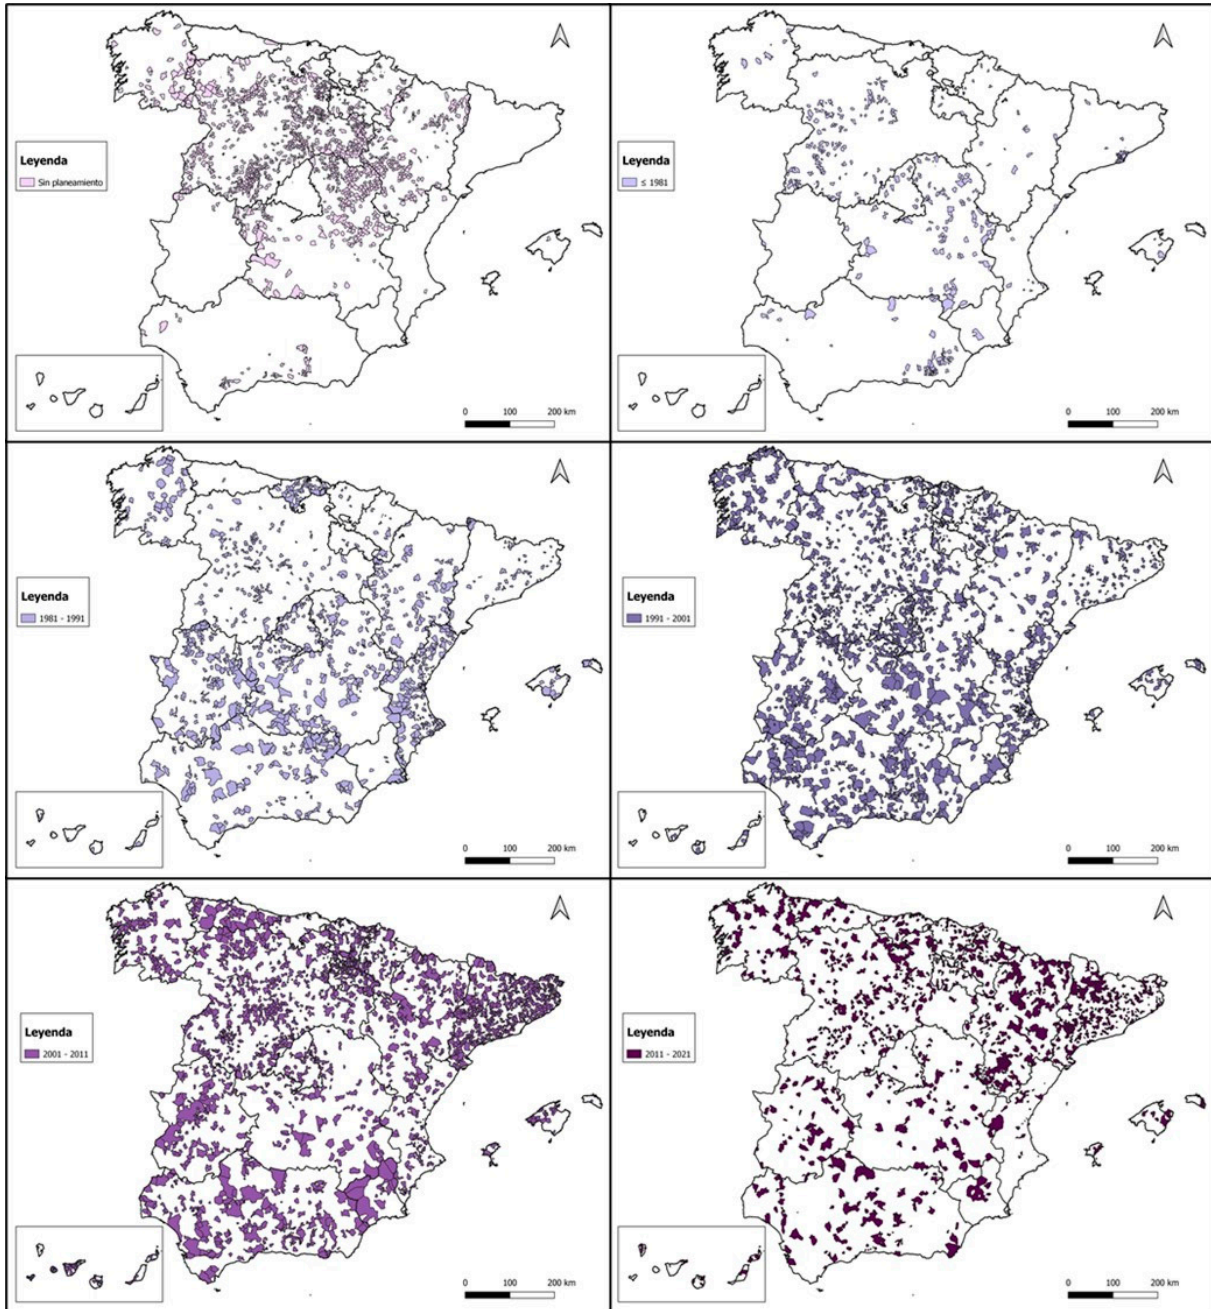 Leyenda
Sin planeamiento
0 100 200 km
Leyenda
≤ 1981
0 100 200 km
Leyenda
1981 - 1991
0 100 200 km
Leyenda
1991 - 2001
0 100 200 km
Leyenda
2001 - 2011
0 100 200 km
Leyenda
2011 - 2021
0 100 200 km